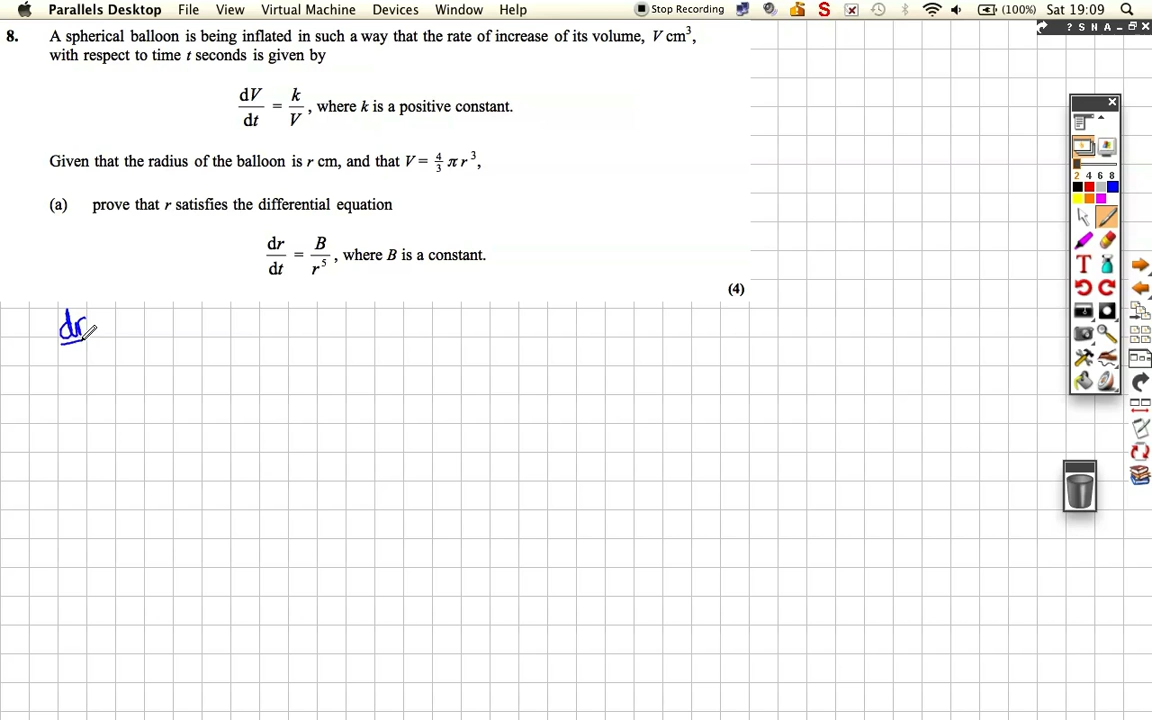 Parallels Desktop File View Virtual Machine Devices Window Help Stop Recording S (100%) Sat 19:09
? S N A
8. A spherical balloon is being inflated in such a way that the rate of increase of its volume, V cm³,
with respect to time t seconds is given by
dV/dt = k/V, where k is a positive constant.
Given that the radius of the balloon is r cm, and that V = 4/3 π r³,
(a) prove that r satisfies the differential equation
dr/dt = B/r⁵, where B is a constant.
(4)
dr
2 4 6 8
T